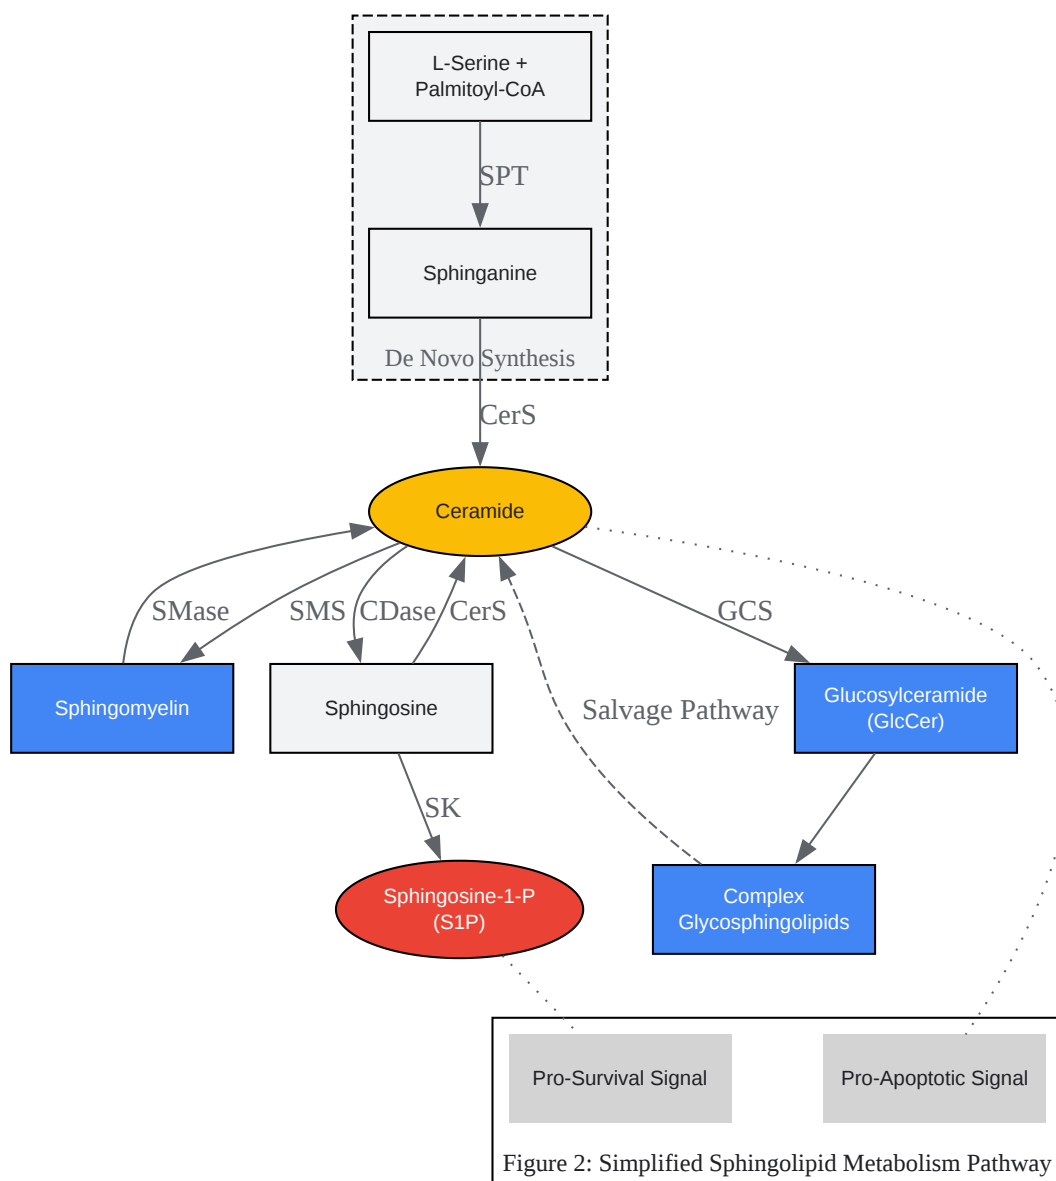 L-Serine +
Palmitoyl-CoA
SPT
Sphinganine
De Novo Synthesis
CerS
Ceramide
SMase
SMS
CDase
CerS
GCS
Sphingomyelin
Sphingosine
Salvage Pathway
Glucosylceramide
(GlcCer)
SK
Sphingosine-1-P
(S1P)
Complex
Glycosphingolipids
Pro-Survival Signal
Pro-Apoptotic Signal
Figure 2: Simplified Sphingolipid Metabolism Pathway